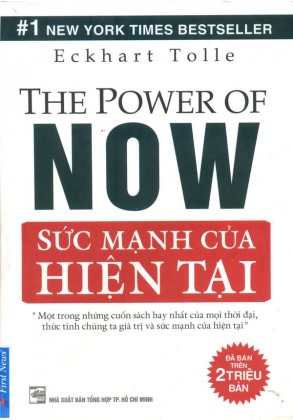 #1 NEW YORK TIMES BESTSELLER
Eckhart Tolle
THE POWER OF
NOW
SỨC MẠNH CỦA
HIỆN TẠI
" Một trong những cuốn sách hay nhất của mọi thời đại,
thức tỉnh chúng ta giá trị và sức mạnh của hiện tại "
ĐÃ BÁN
TRÊN
2 TRIỆU
BẢN
First News
NHÀ XUẤT BẢN TỔNG HỢP TP. HỒ CHÍ MINH